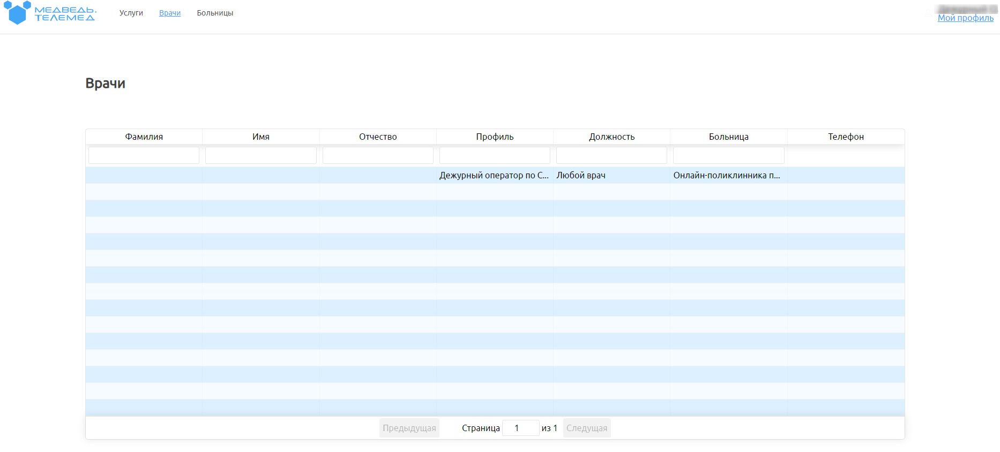 МЕДВЕДЬ.
ТЕЛЕМЕД
Услуги Врачи Больницы
Мой профиль
Врачи
Фамилия Имя Отчество Профиль Должность Больница Телефон
Дежурный оператор по С... Любой врач Онлайн-поликлинника п...
Предыдущая Страница 1 из 1 Следущая